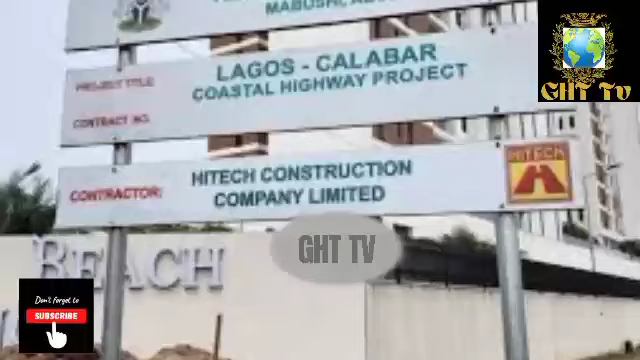 MABUSHI,
GHT TV
PROJECT TITLE
LAGOS - CALABAR
COASTAL HIGHWAY PROJECT
CONTRACT NO.
CONTRACTOR:
HITECH CONSTRUCTION
COMPANY LIMITED
HITECH
GHT TV
BEACH
Don't forget to
SUBSCRIBE